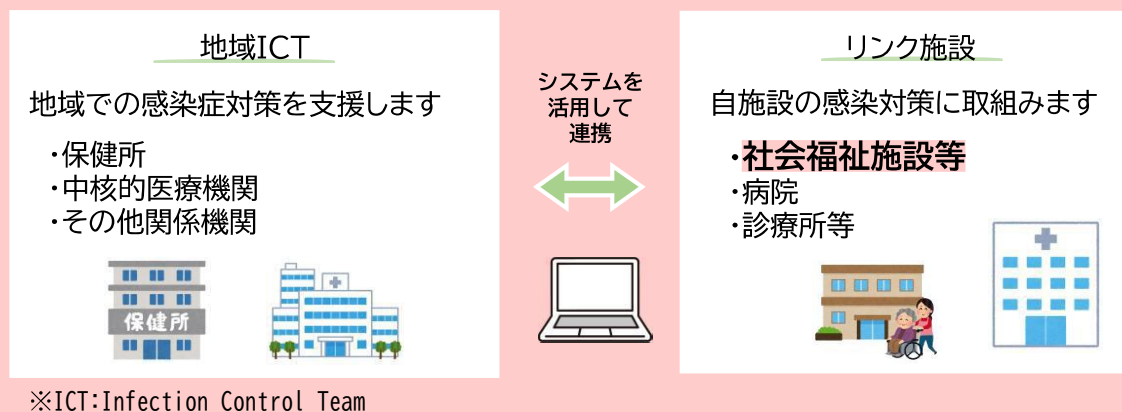 地域ICT
地域での感染症対策を支援します
・保健所
・中核的医療機関
・その他関係機関
保健所
システムを
活用して
連携
リンク施設
自施設の感染対策に取組みます
・社会福祉施設等
・病院
・診療所等
※ICT:Infection Control Team